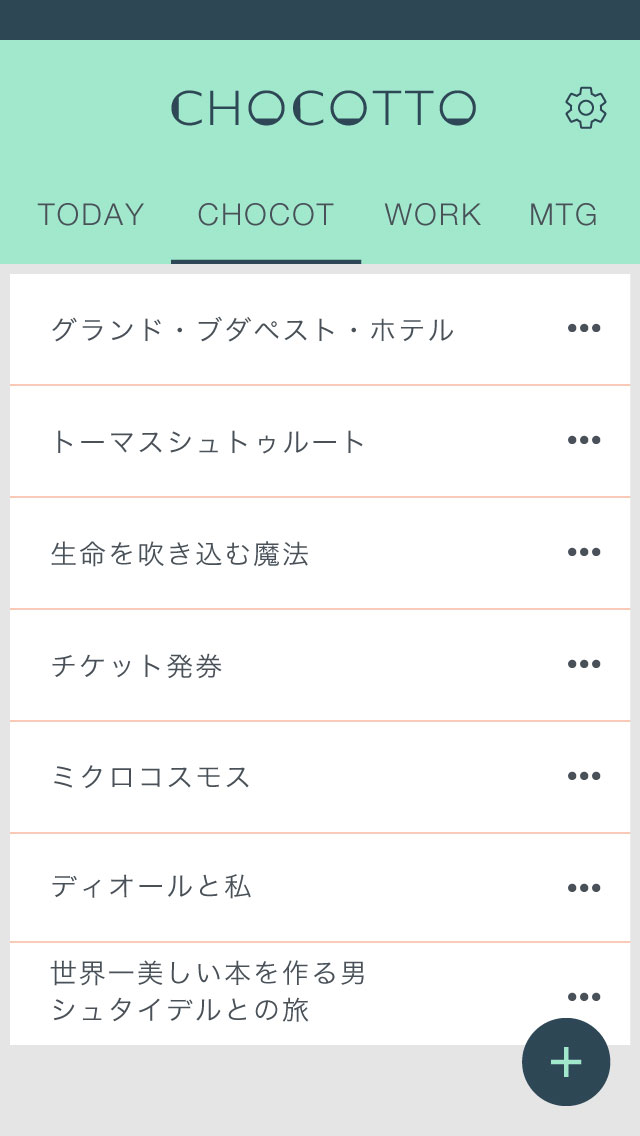 CHOCOTTO
TODAY CHOCOT WORK MTG
グランド・ブダペスト・ホテル
トーマスシュトゥルート
生命を吹き込む魔法
チケット発券
ミクロコスモス
ディオールと私
世界一美しい本を作る男
シュタイデルとの旅